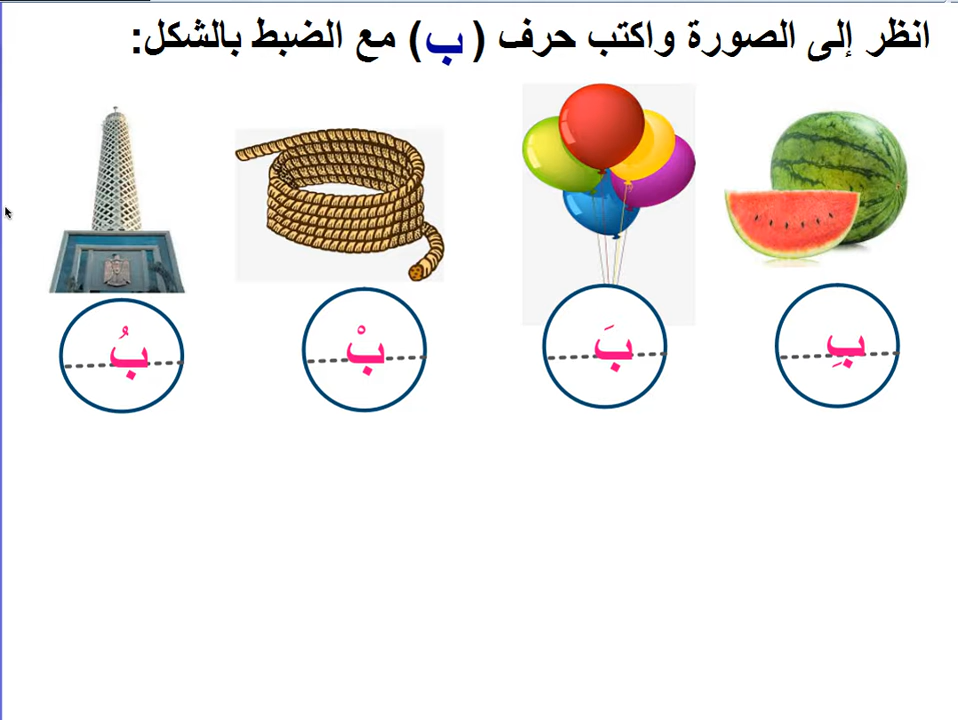 انظر إلى الصورة واكتب حرف ( ب ) مع الضبط بالشكل:
بِ بَ بْ بُ